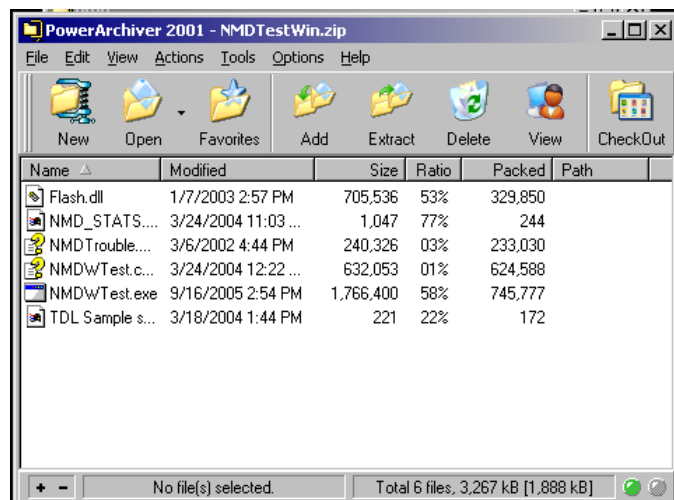 PowerArchiver 2001 - NMDTestWin.zip
File Edit View Actions Tools Options Help
New Open Favorites Add Extract Delete View CheckOut
Name Modified Size Ratio Packed Path
Flash.dll 1/7/2003 2:57 PM 705,536 53% 329,850
NMD_STATS.... 3/24/2004 11:03 ... 1,047 77% 244
NMDTrouble.... 3/6/2002 4:44 PM 240,326 03% 233,030
NMDWTest.c... 3/24/2004 12:22 ... 632,053 01% 624,588
NMDWTest.exe 9/16/2005 2:54 PM 1,766,400 58% 745,777
TDL Sample s... 3/18/2004 1:44 PM 221 22% 172
+ - No file(s) selected. Total 6 files, 3,267 kB [1,888 kB]